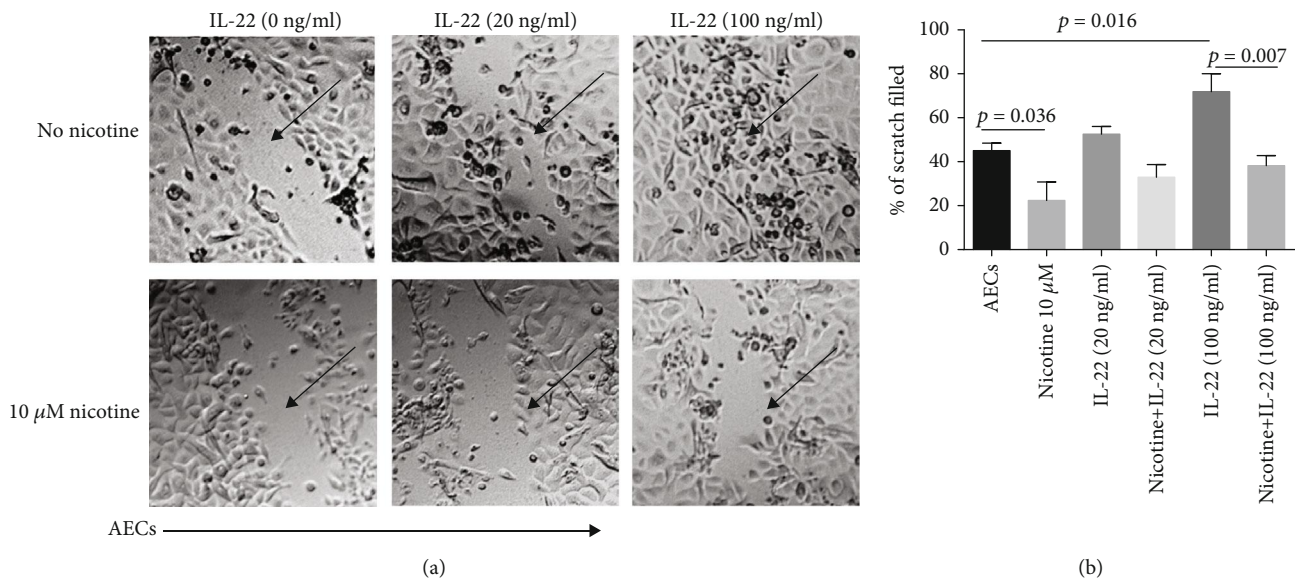 IL-22 (0 ng/ml)
IL-22 (20 ng/ml)
IL-22 (100 ng/ml)
No nicotine
10 μM nicotine
AECs
(a)
100
80
60
40
20
0
% of scratch filled
p = 0.016
p = 0.007
p = 0.036
AECs
Nicotine 10 μM
IL-22 (20 ng/ml)
Nicotine+IL-22 (20 ng/ml)
IL-22 (100 ng/ml)
Nicotine+IL-22 (100 ng/ml)
(b)